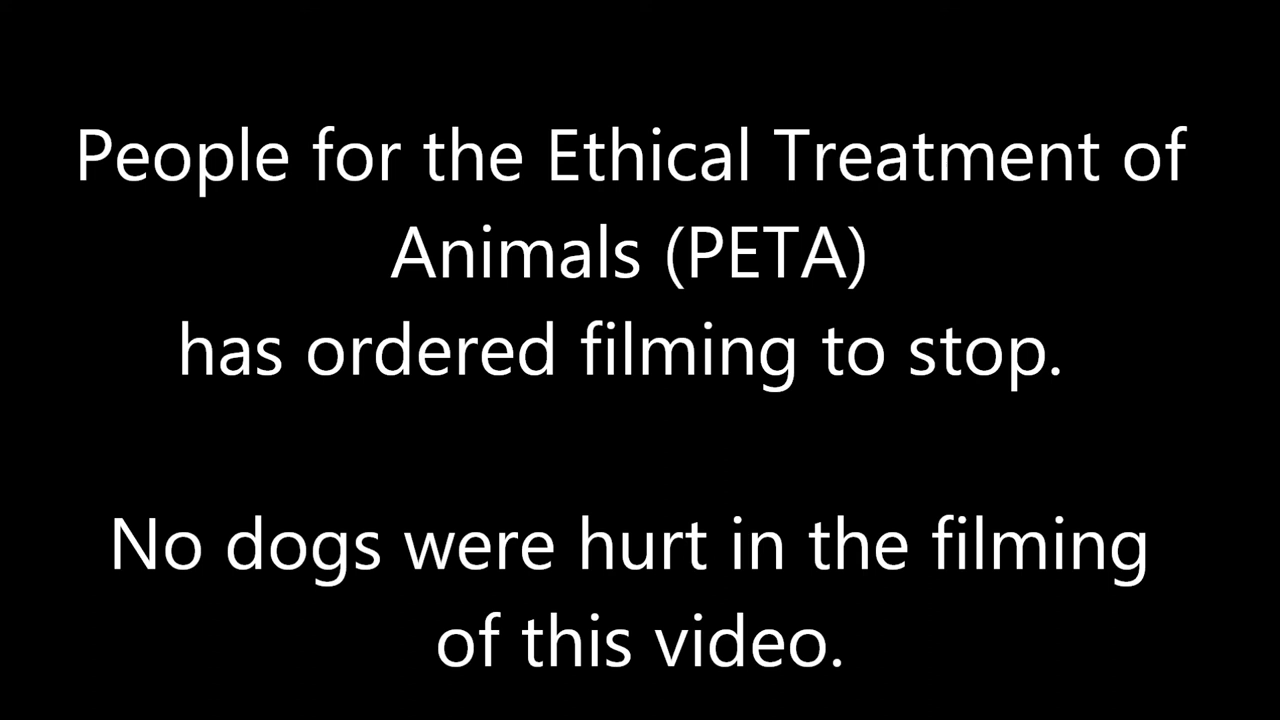 People for the Ethical Treatment of
Animals (PETA)
has ordered filming to stop.
No dogs were hurt in the filming
of this video.